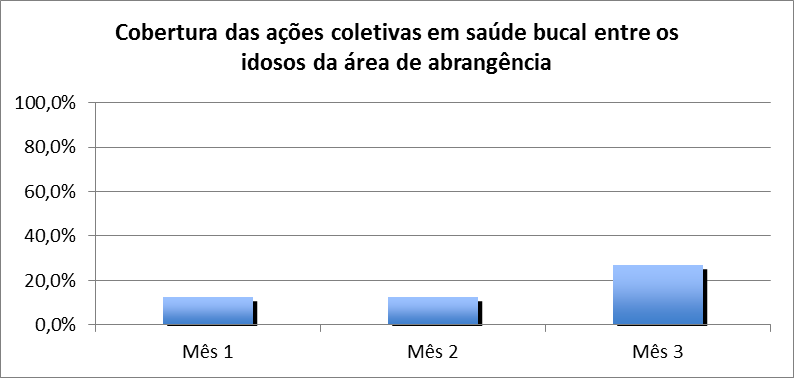 Cobertura das ações coletivas em saúde bucal entre os
idosos da área de abrangência
100,0%
80,0%
60,0%
40,0%
20,0%
0,0%
Mês 1 Mês 2 Mês 3